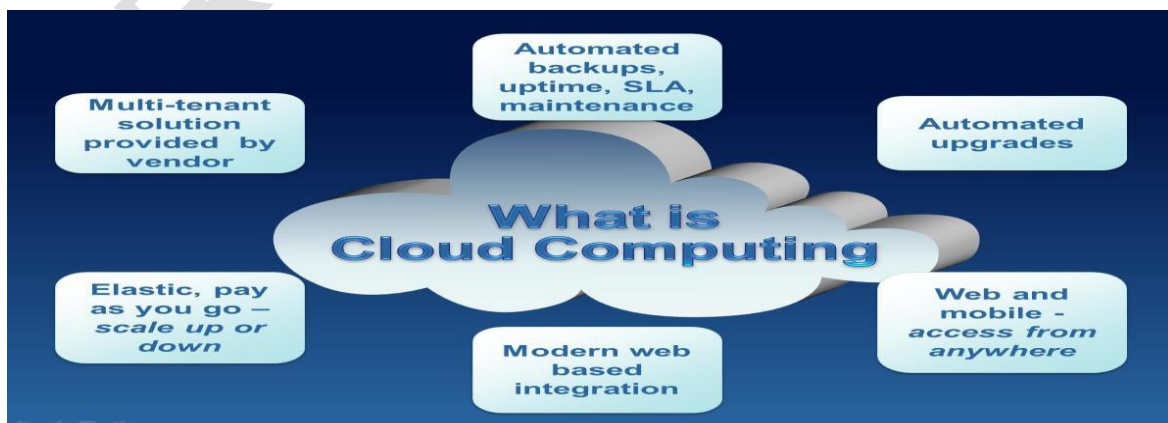 Automated
backups,
uptime, SLA,
maintenance
Multi-tenant
solution
provided by
vendor
Automated
upgrades
What is
Cloud Computing
Elastic, pay
as you go –
scale up or
down
Web and
mobile -
access from
anywhere
Modern web
based
integration